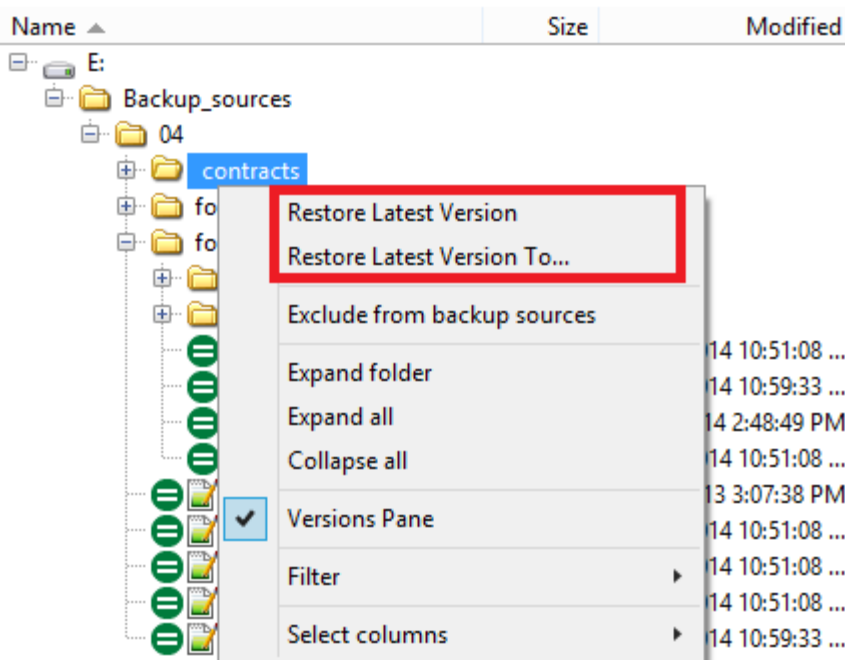 Name Size Modified
E:
Backup_sources
04
contracts
fo
Restore Latest Version
fo
Restore Latest Version To...
Exclude from backup sources
14 10:51:08 ...
Expand folder
14 10:59:33 ...
Expand all
14 2:48:49 PM
Collapse all
14 10:51:08 ...
13 3:07:38 PM
Versions Pane
14 10:51:08 ...
Filter
14 10:51:08 ...
14 10:51:08 ...
Select columns
14 10:59:33 ...